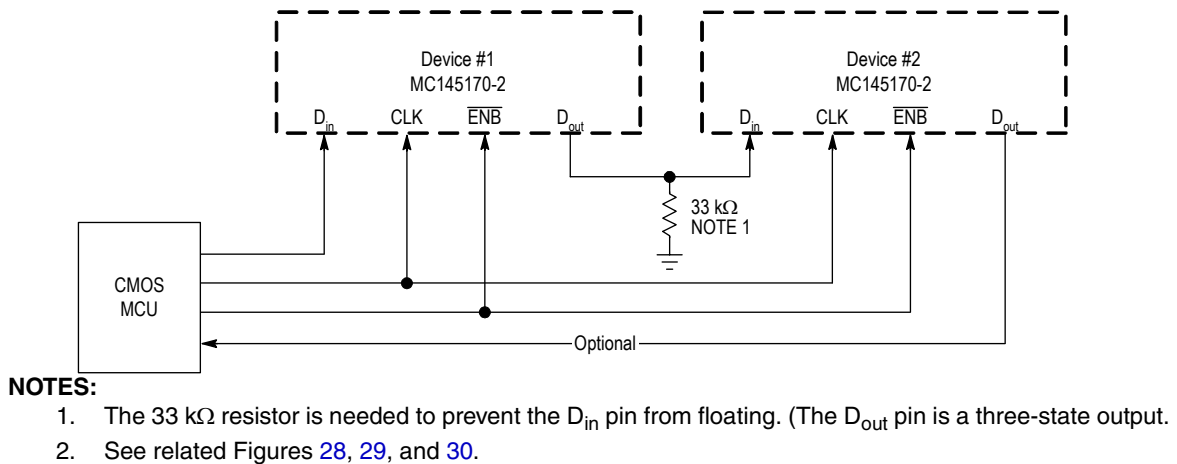 Device #1
MC145170-2
Din
CLK
ENB
Dout
Device #2
MC145170-2
Din
CLK
ENB
Dout
33 kΩ
NOTE 1
CMOS
MCU
Optional
NOTES:
1. The 33 kΩ resistor is needed to prevent the Din pin from floating. (The Dout pin is a three-state output.
2. See related Figures 28, 29, and 30.